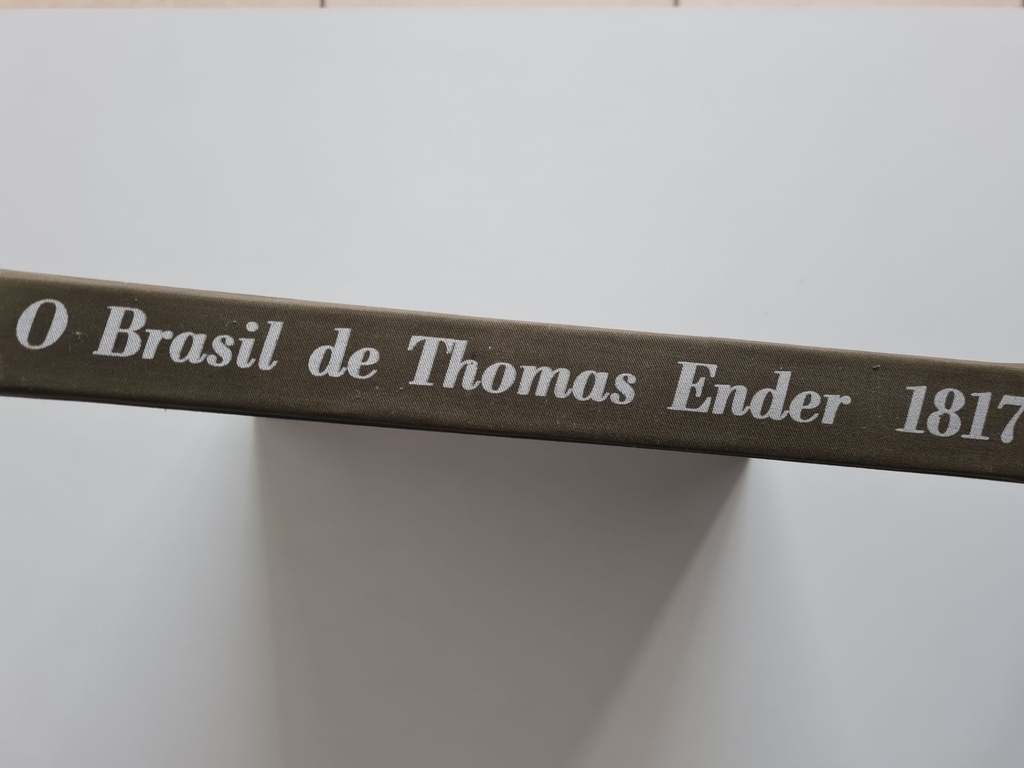 O Brasil de Thomas Ender 1817